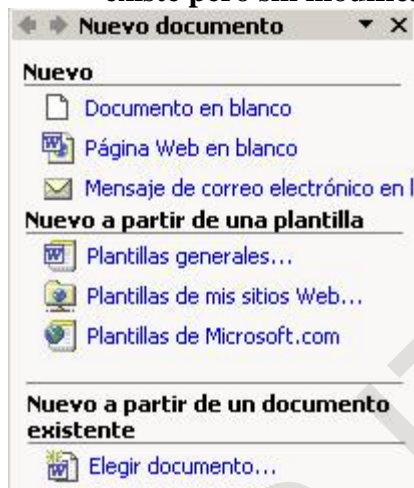 Nuevo documento
Nuevo
Documento en blanco
Página Web en blanco
Mensaje de correo electrónico en
Nuevo a partir de una plantilla
Plantillas generales...
Plantillas de mis sitios Web...
Plantillas de Microsoft.com
Nuevo a partir de un documento
existente
Elegir documento...